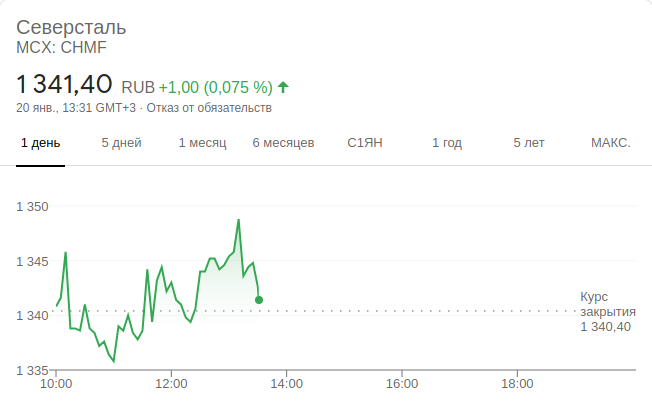 Северсталь
MCX: CHMF
1 341,40 RUB +1,00 (0,075 %)
20 янв., 13:31 GMT+3 · Отказ от обязательств
1 день 5 дней 1 месяц 6 месяцев С1ЯН 1 год 5 лет МАКС.
1 350
1 345
1 340
1 335
Курс
закрытия
1 340,40
10:00 12:00 14:00 16:00 18:00